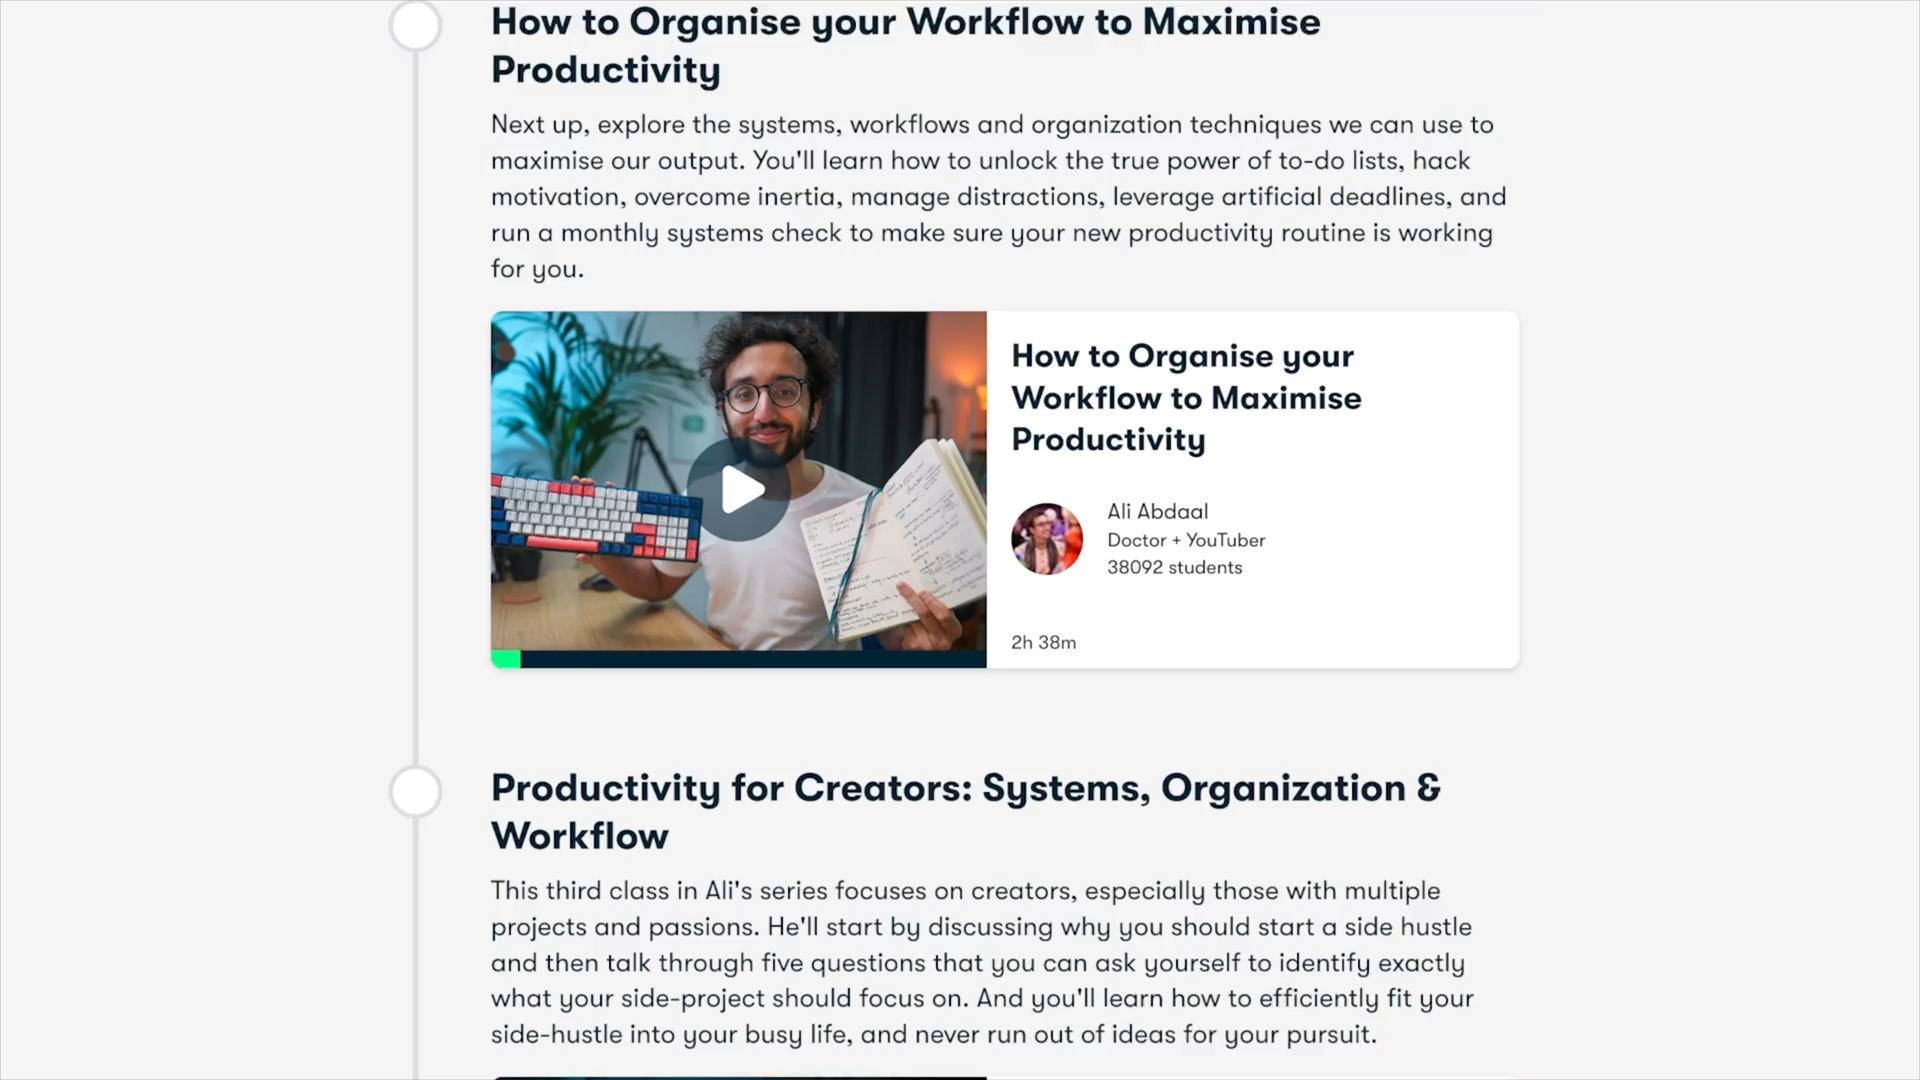 How to Organise your Workflow to Maximise
Productivity
Next up, explore the systems, workflows and organization techniques we can use to
maximise our output. You'll learn how to unlock the true power of to-do lists, hack
motivation, overcome inertia, manage distractions, leverage artificial deadlines, and
run a monthly systems check to make sure your new productivity routine is working
for you.
How to Organise your
Workflow to Maximise
Productivity
Ali Abdaal
Doctor + YouTuber
38092 students
2h 38m
Productivity for Creators: Systems, Organization &
Workflow
This third class in Ali's series focuses on creators, especially those with multiple
projects and passions. He'll start by discussing why you should start a side hustle
and then talk through five questions that you can ask yourself to identify exactly
what your side-project should focus on. And you'll learn how to efficiently fit your
side-hustle into your busy life, and never run out of ideas for your pursuit.